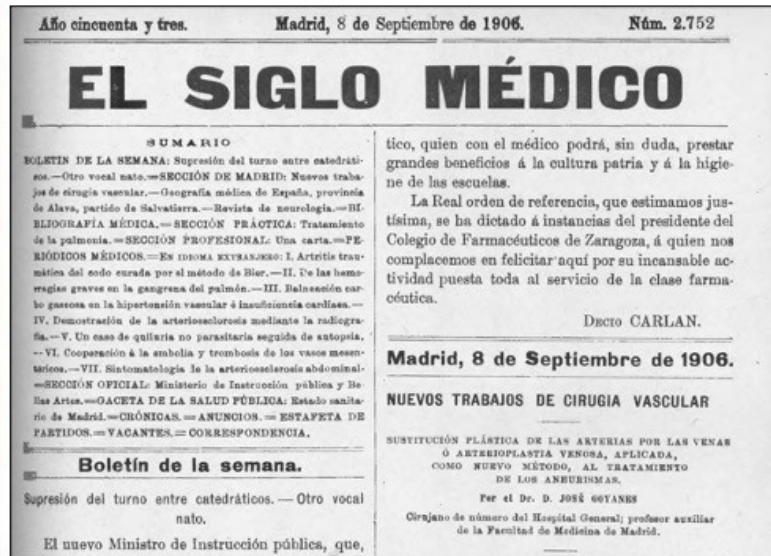 Año cincuenta y tres. Madrid, 8 de Septiembre de 1906. Núm. 2.752
EL SIGLO MÉDICO
SUMARIO
BOLETIN DE LA SEMANA: Supresión del turno entre catedráti-
cos.—Otro vocal nato.=SECCIÓN DE MADRID: Nuevos traba-
jos de cirugía vascular.—Geografía médica de España, provincia
de Alava, partido de Salvatierra.—Revista de neurología.=BI-
BLIOGRAFÍA MÉDICA.=SECCIÓN PRÁCTICA: Tratamiento
de la pulmonía.=SECCIÓN PROFESIONAL: Una carta.=PE-
RIÓDICOS MÉDICOS.=EN IDIOMA EXTRANJERO: I. Artritis trau-
mática del codo curada por el método de Bier.—II. De las hemo-
rragias graves en la gangrena del pulmón.—III. Balneación car-
bo gaseosa en la hipertensión vascular é insuficiencia cardiaca.—
IV. Demostración de la arteriosclerosis mediante la radiogra-
fía.—V. Un caso de quiluria no parasitaria seguida de autopsia.
—VI. Cooperación á la embolia y trombosis de los vasos mesen-
téricos.—VII. Sintomatología de la arteriosclerosis abdominal.
=SECCIÓN OFICIAL: Ministerio de Instrucción pública y Be-
llas Artes.=GACETA DE LA SALUD PÚBLICA: Estado sanita-
rio de Madrid.=CRÓNICAS.=ANUNCIOS.=ESTAFETA DE
PARTIDOS.=VACANTES.=CORRESPONDENCIA.
Boletín de la semana.
Supresión del turno entre catedráticos.—Otro vocal
nato.
El nuevo Ministro de Instrucción pública, que,
tico, quien con el médico podrá, sin duda, prestar
grandes beneficios á la cultura patria y á la higie-
ne de las escuelas.
La Real orden de referencia, que estimamos jus-
tísima, se ha dictado á instancias del presidente del
Colegio de Farmacéuticos de Zaragoza, á quien nos
complacemos en felicitar aquí por su incansable ac-
tividad puesta toda al servicio de la clase farma-
céutica.
DECIO CARLAN.
Madrid, 8 de Septiembre de 1906.
NUEVOS TRABAJOS DE CIRUGIA VASCULAR
SUSTITUCIÓN PLÁSTICA DE LAS ARTERIAS POR LAS VENAS
Ó ARTERIOPLASTIA VENOSA, APLICADA,
COMO NUEVO MÉTODO, AL TRATAMIENTO
DE LOS ANEURISMAS.
Por el Dr. D. JOSÉ GOYANES
Cirujano de número del Hospital General; profesor auxiliar
de la Facultad de Medicina de Madrid.